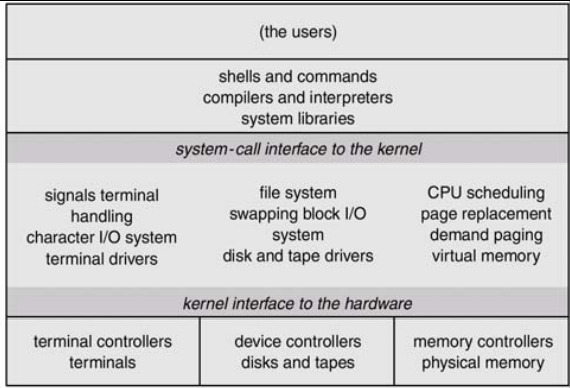 (the users)
shells and commands
compilers and interpreters
system libraries
system-call interface to the kernel
signals terminal
handling
character I/O system
terminal drivers
file system
swapping block I/O
system
disk and tape drivers
CPU scheduling
page replacement
demand paging
virtual memory
kernel interface to the hardware
terminal controllers
terminals
device controllers
disks and tapes
memory controllers
physical memory